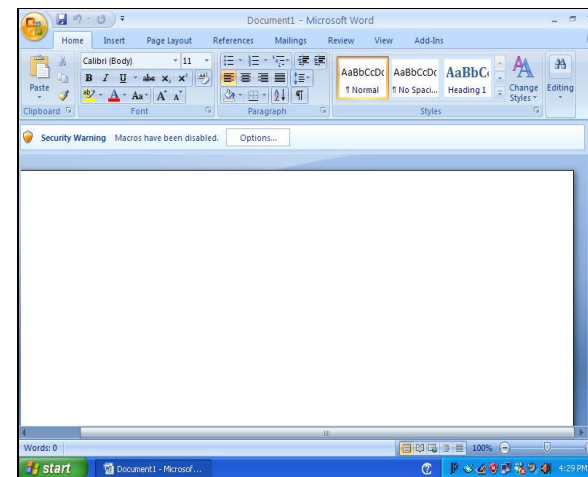 Document1 - Microsoft Word
Home Insert Page Layout References Mailings Review View Add-Ins
Calibri (Body) 11
AaBbCcDc AaBbCcDc AaBbC
Paste
B I U abc x₂ x² Aa A A
¶ Normal ¶ No Spaci... Heading 1 Change Styles Editing
Clipboard Font Paragraph Styles
Security Warning Macros have been disabled. Options...
Words: 0 100%
start Document1 - Microsof... 4:29 PM